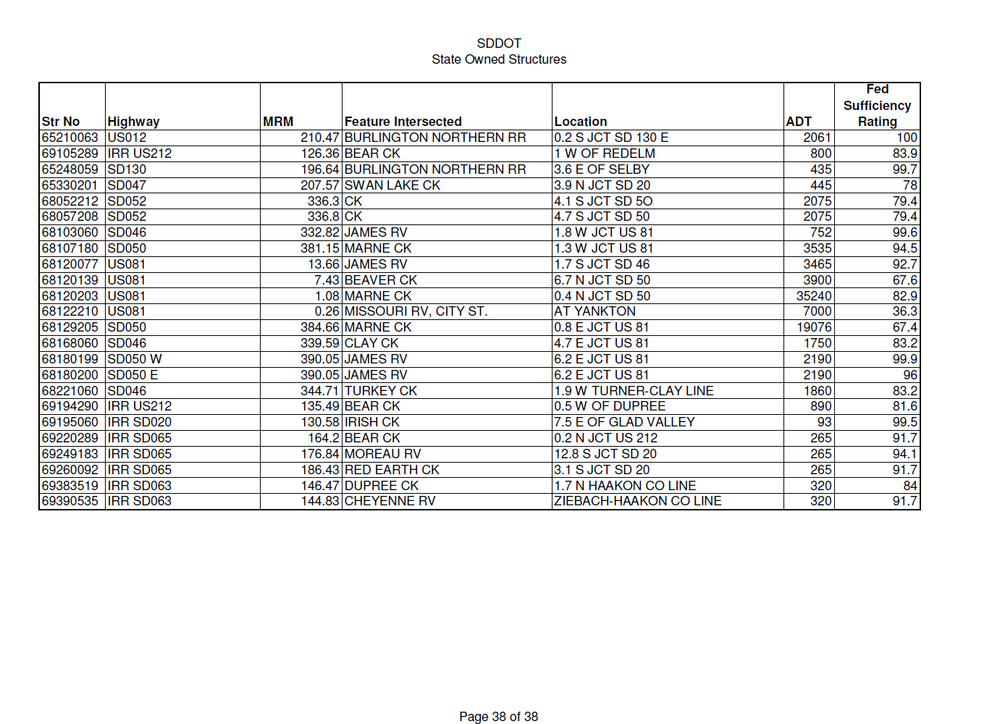 SDDOT
State Owned Structures
Str No Highway MRM Feature Intersected Location ADT Fed Sufficiency Rating
65210063 US012 210.47 BURLINGTON NORTHERN RR 0.2 S JCT SD 130 E 2061 100
69105289 IRR US212 126.36 BEAR CK 1 W OF REDELM 800 83.9
65248059 SD130 196.64 BURLINGTON NORTHERN RR 3.6 E OF SELBY 435 99.7
65330201 SD047 207.57 SWAN LAKE CK 3.9 N JCT SD 20 445 78
68052212 SD052 336.3 CK 4.1 S JCT SD 5O 2075 79.4
68057208 SD052 336.8 CK 4.7 S JCT SD 50 2075 79.4
68103060 SD046 332.82 JAMES RV 1.8 W JCT US 81 752 99.6
68107180 SD050 381.15 MARNE CK 1.3 W JCT US 81 3535 94.5
68120077 US081 13.66 JAMES RV 1.7 S JCT SD 46 3465 92.7
68120139 US081 7.43 BEAVER CK 6.7 N JCT SD 50 3900 67.6
68120203 US081 1.08 MARNE CK 0.4 N JCT SD 50 35240 82.9
68122210 US081 0.26 MISSOURI RV, CITY ST. AT YANKTON 7000 36.3
68129205 SD050 384.66 MARNE CK 0.8 E JCT US 81 19076 67.4
68168060 SD046 339.59 CLAY CK 4.7 E JCT US 81 1750 83.2
68180199 SD050 W 390.05 JAMES RV 6.2 E JCT US 81 2190 99.9
68180200 SD050 E 390.05 JAMES RV 6.2 E JCT US 81 2190 96
68221060 SD046 344.71 TURKEY CK 1.9 W TURNER-CLAY LINE 1860 83.2
69194290 IRR US212 135.49 BEAR CK 0.5 W OF DUPREE 890 81.6
69195060 IRR SD020 130.58 IRISH CK 7.5 E OF GLAD VALLEY 93 99.5
69220289 IRR SD065 164.2 BEAR CK 0.2 N JCT US 212 265 91.7
69249183 IRR SD065 176.84 MOREAU RV 12.8 S JCT SD 20 265 94.1
69260092 IRR SD065 186.43 RED EARTH CK 3.1 S JCT SD 20 265 91.7
69383519 IRR SD063 146.47 DUPREE CK 1.7 N HAAKON CO LINE 320 84
69390535 IRR SD063 144.83 CHEYENNE RV ZIEBACH-HAAKON CO LINE 320 91.7
Page 38 of 38